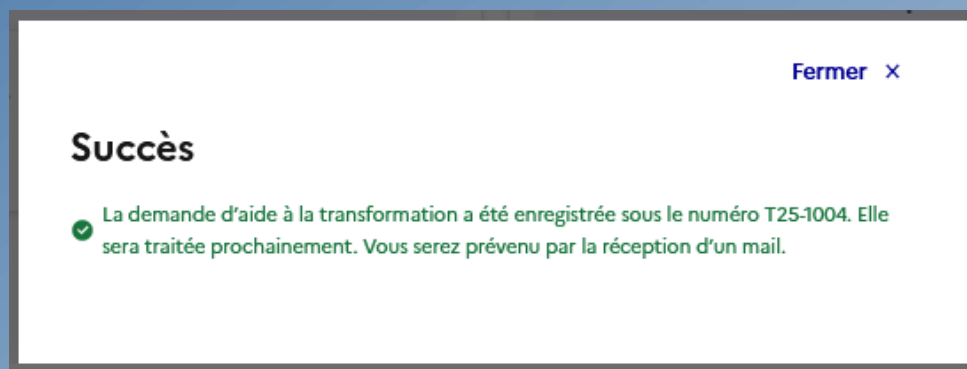 Fermer ×
Succès
La demande d'aide à la transformation a été enregistrée sous le numéro T25-1004. Elle
sera traitée prochainement. Vous serez prévenu par la réception d'un mail.